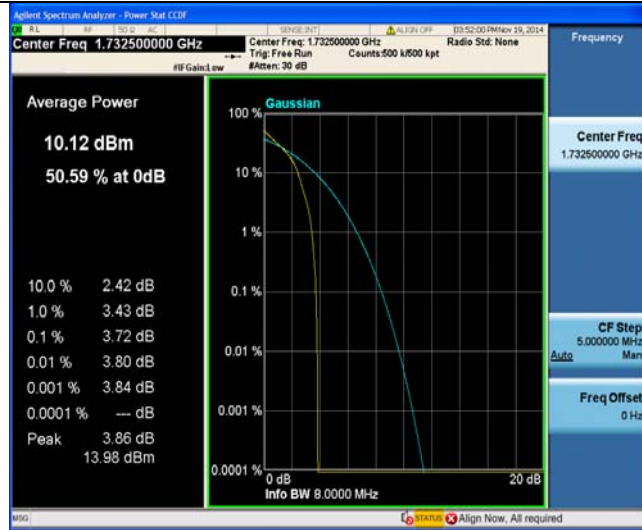 Agilent Spectrum Analyzer - Power Stat CCDF
RL RF 50 Ω AC SENSE:INT ALIGN OFF 03:52:00 PM Nov 19, 2014
Center Freq 1.732500000 GHz
Center Freq: 1.732500000 GHz Radio Std: None
Trig: Free Run Counts:500 k/500 kpt
#IFGain:Low #Atten: 30 dB
Frequency
Average Power
10.12 dBm
50.59 % at 0dB
10.0 % 2.42 dB
1.0 % 3.43 dB
0.1 % 3.72 dB
0.01 % 3.80 dB
0.001 % 3.84 dB
0.0001 % --- dB
Peak 3.86 dB
13.98 dBm
Gaussian
100 %
10 %
1 %
0.1 %
0.01 %
0.001 %
0.0001 %
0 dB 20 dB
Info BW 8.0000 MHz
Center Freq
1.732500000 GHz
CF Step
5.000000 MHz
Auto Man
Freq Offset
0 Hz
MSG STATUS Align Now, All required